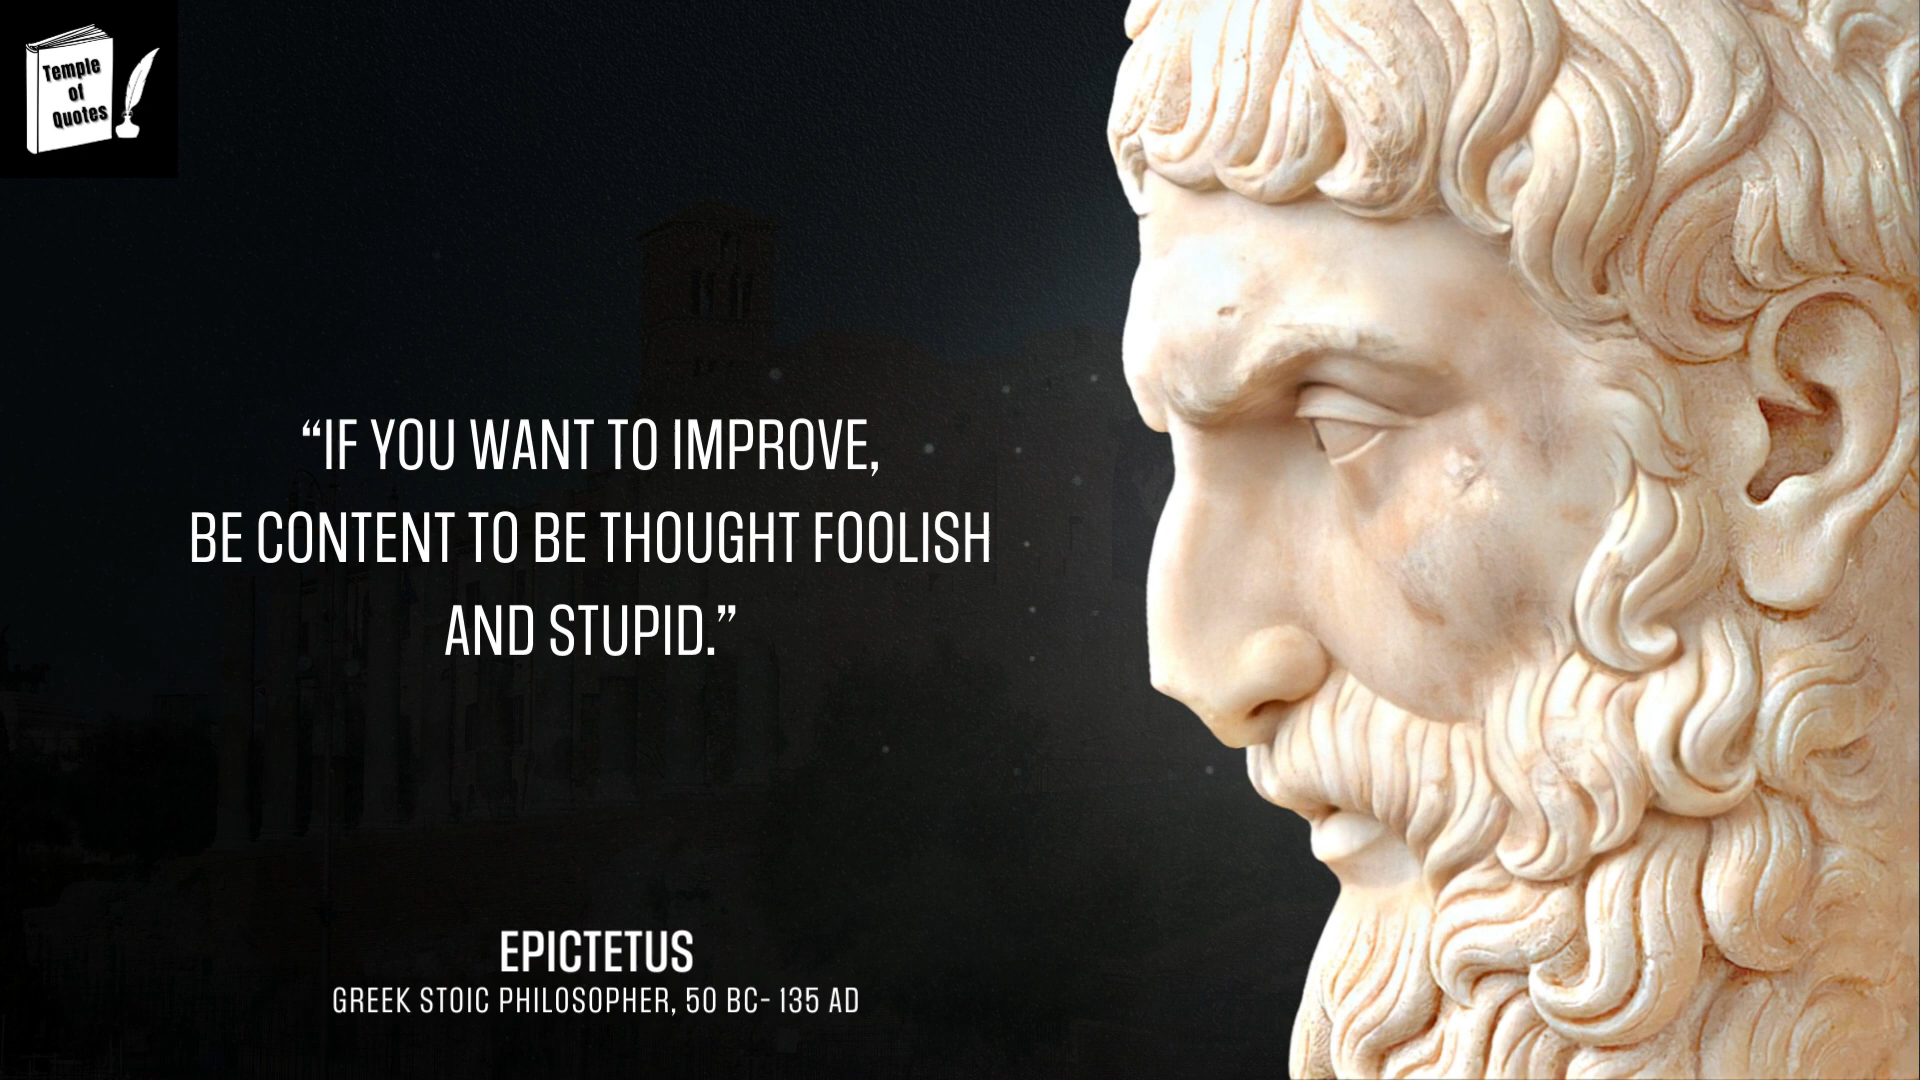 Temple
of
Quotes
“IF YOU WANT TO IMPROVE,
BE CONTENT TO BE THOUGHT FOOLISH
AND STUPID.”
EPICTETUS
GREEK STOIC PHILOSOPHER, 50 BC- 135 AD